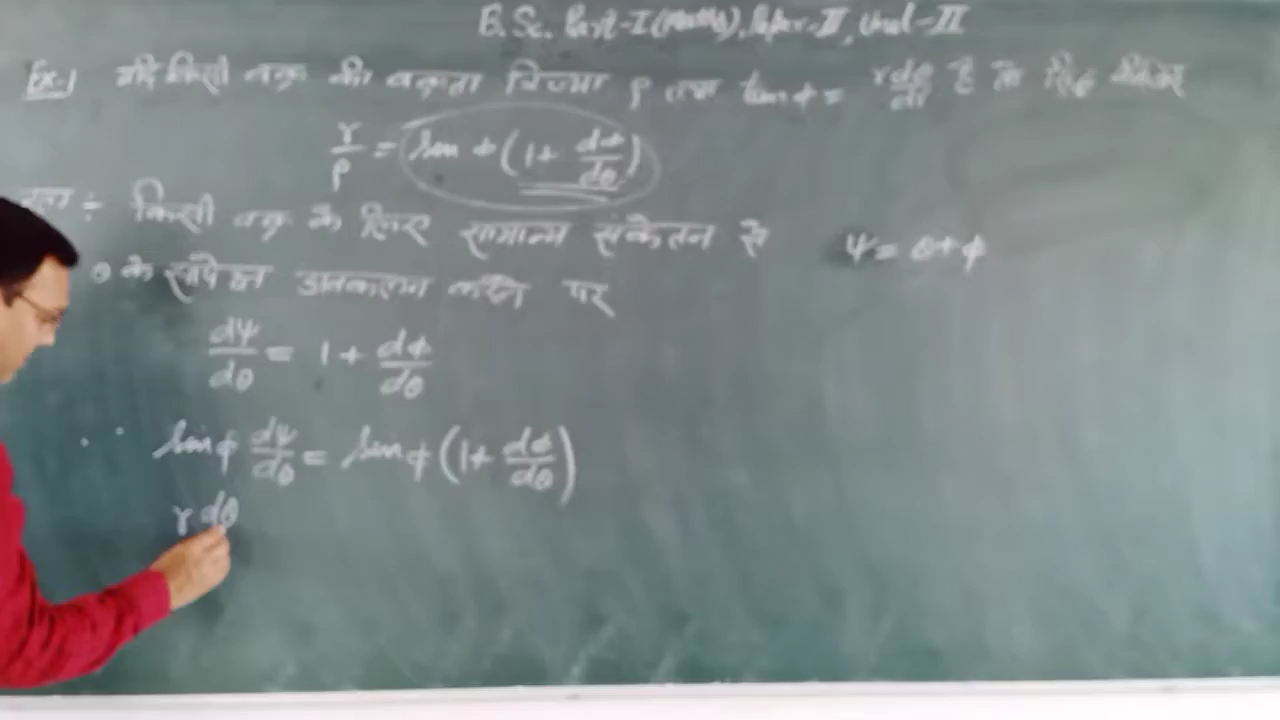 B.Sc. Part-I (Maths), Paper-II, Unit-II
Ex-1 यदि किसी वक्र की वक्रता त्रिज्या ρ तथा tan ϕ = r dθ/dr है तो सिद्ध कीजिए
r/ρ = sin ϕ (1 + dϕ/dθ)
हल ÷ किसी वक्र के लिए सामान्य संकेतन से ψ = θ + ϕ
θ के सापेक्ष अवकलन करने पर
dψ/dθ = 1 + dϕ/dθ
∴ sin ϕ dψ/dθ = sin ϕ (1 + dϕ/dθ)
r dθ